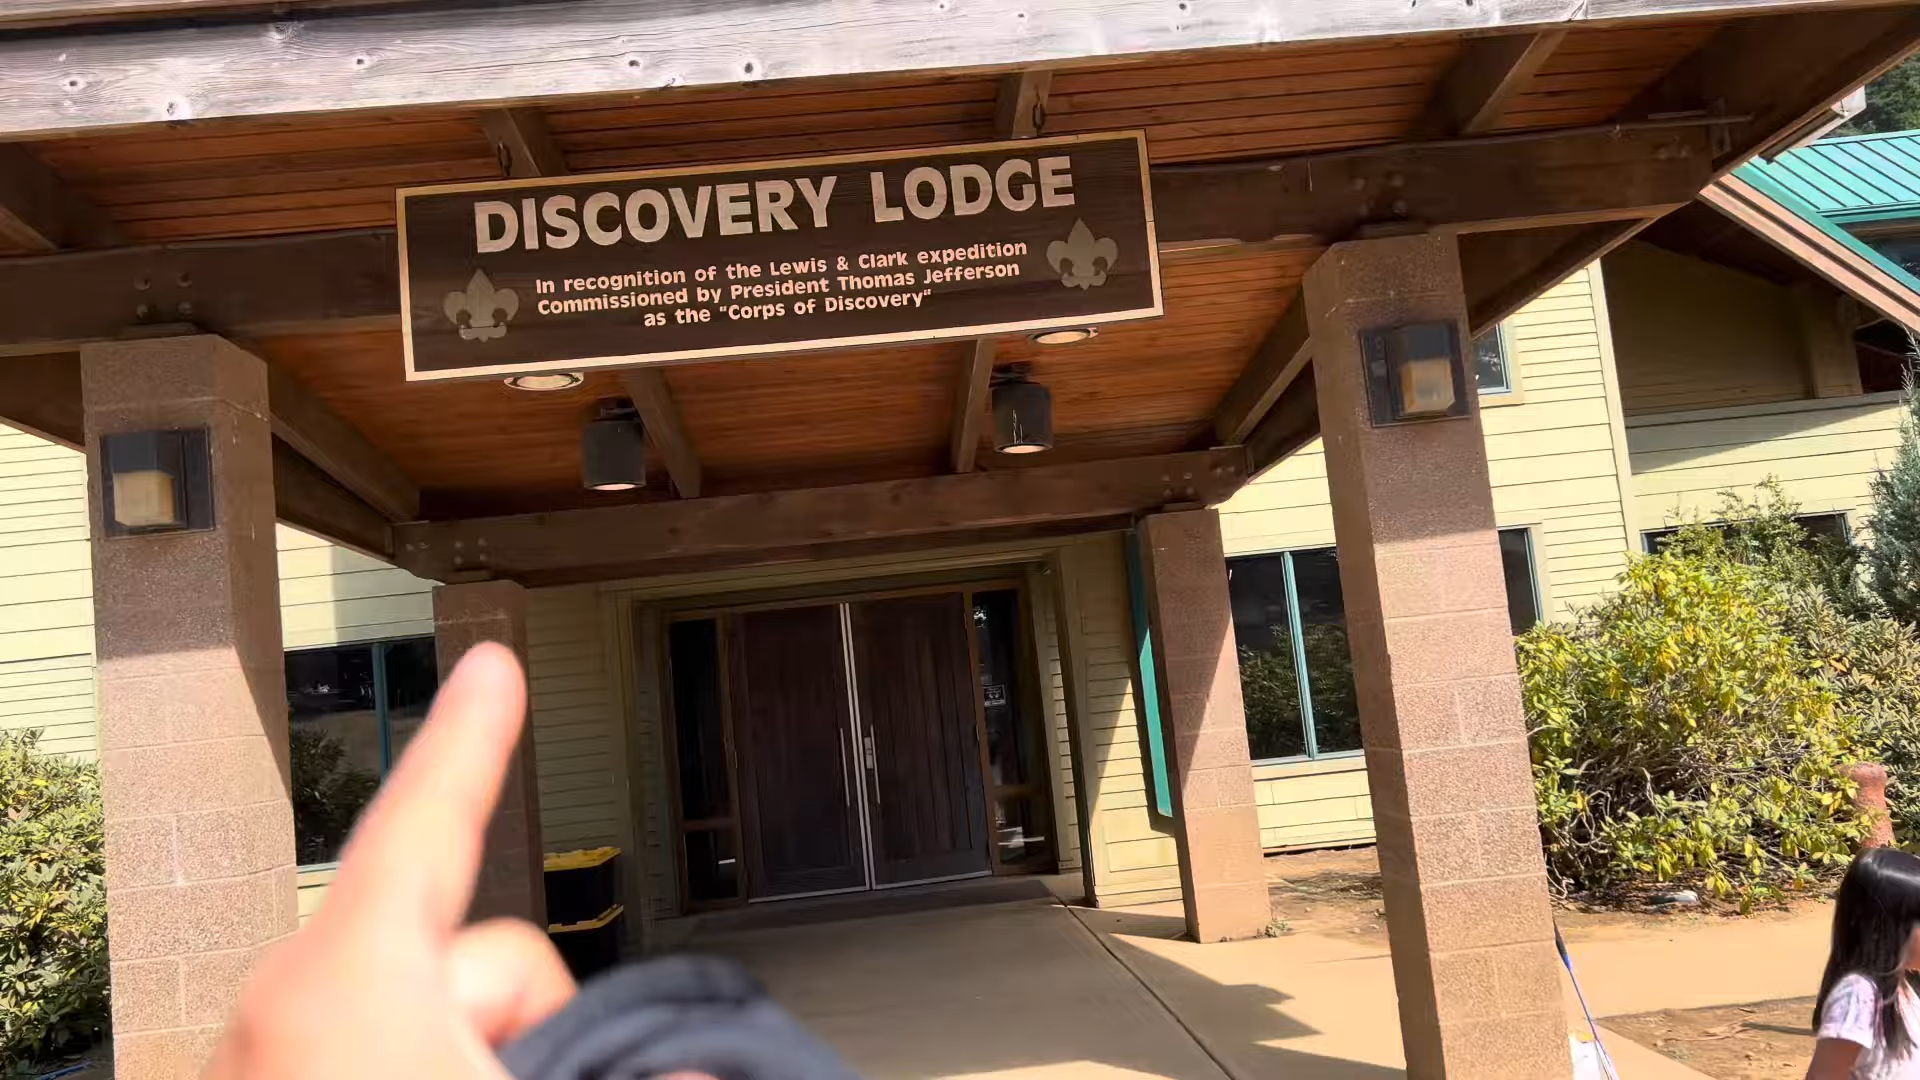 DISCOVERY LODGE
In recognition of the Lewis & Clark expedition
Commissioned by President Thomas Jefferson
as the "Corps of Discovery"